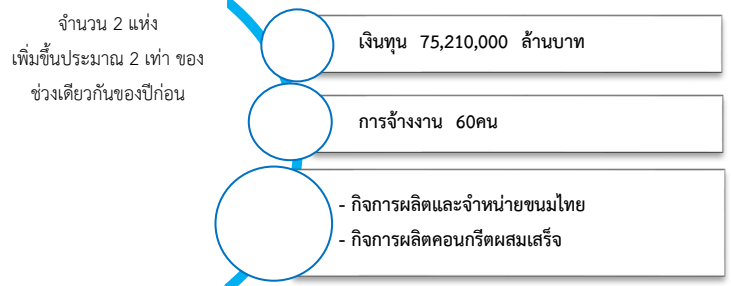 จำนวน 2 แห่ง
เพิ่มขึ้นประมาณ 2 เท่า ของ
ช่วงเดียวกันของปีก่อน
เงินทุน 75,210,000 ล้านบาท
การจ้างงาน 60คน
- กิจการผลิตและจำหน่ายขนมไทย
- กิจการผลิตคอนกรีตผสมเสร็จ